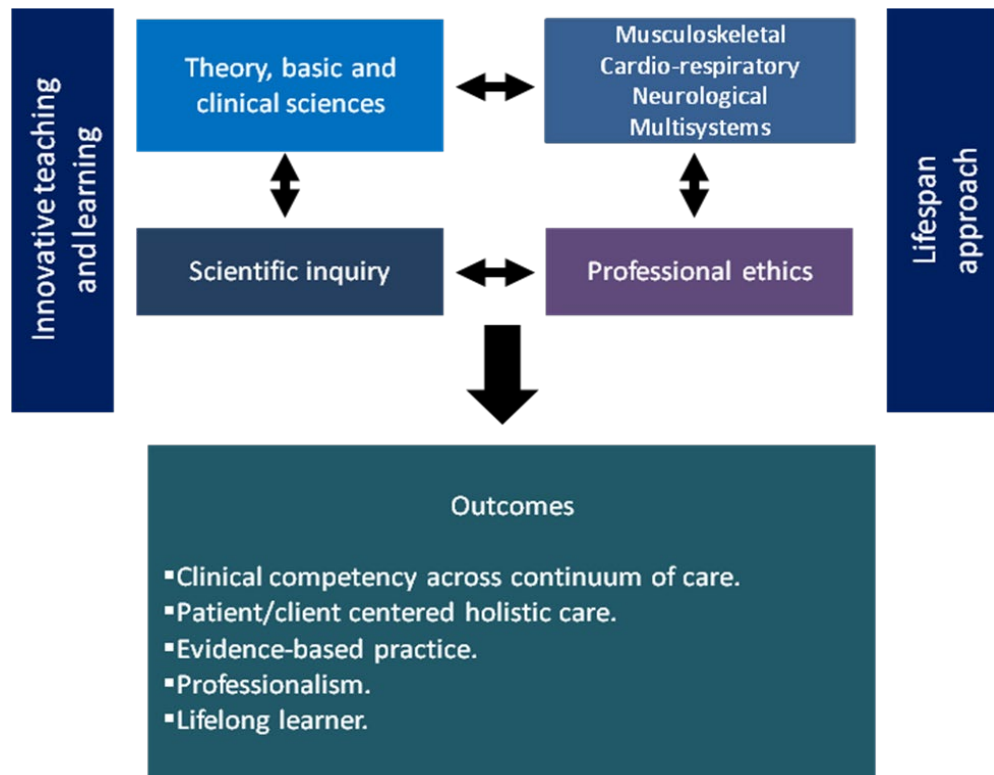 Innovative teaching
and learning
Theory, basic and
clinical sciences
Musculoskeletal
Cardio-respiratory
Neurological
Multisystems
Scientific inquiry
Professional ethics
Lifespan
approach
Outcomes
▪Clinical competency across continuum of care.
▪Patient/client centered holistic care.
▪Evidence-based practice.
▪Professionalism.
▪Lifelong learner.